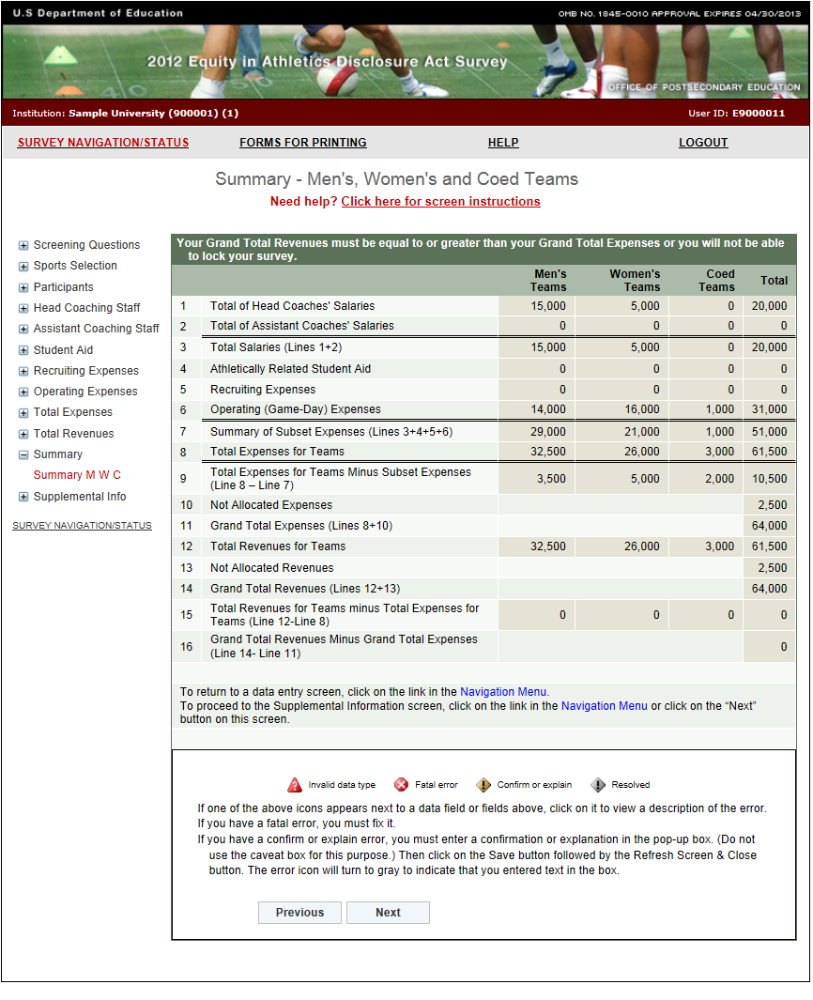 U.S Department of Education
OMB NO. 1845-0010 APPROVAL EXPIRES 04/30/2013
2012 Equity in Athletics Disclosure Act Survey
OFFICE OF POSTSECONDARY EDUCATION
Institution: Sample University (900001) (1)
User ID: E9000011
SURVEY NAVIGATION/STATUS
FORMS FOR PRINTING
HELP
LOGOUT
Summary - Men's, Women's and Coed Teams
Need help? Click here for screen instructions
Screening Questions
Sports Selection
Participants
Head Coaching Staff
Assistant Coaching Staff
Student Aid
Recruiting Expenses
Operating Expenses
Total Expenses
Total Revenues
Summary
Summary M W C
Supplemental Info
SURVEY NAVIGATION/STATUS
Your Grand Total Revenues must be equal to or greater than your Grand Total Expenses or you will not be able
to lock your survey.
Men's Women's Coed
Teams Teams Teams Total
1 Total of Head Coaches' Salaries 15,000 5,000 0 20,000
2 Total of Assistant Coaches' Salaries 0 0 0 0
3 Total Salaries (Lines 1+2) 15,000 5,000 0 20,000
4 Athletically Related Student Aid 0 0 0 0
5 Recruiting Expenses 0 0 0 0
6 Operating (Game-Day) Expenses 14,000 16,000 1,000 31,000
7 Summary of Subset Expenses (Lines 3+4+5+6) 29,000 21,000 1,000 51,000
8 Total Expenses for Teams 32,500 26,000 3,000 61,500
9 Total Expenses for Teams Minus Subset Expenses
(Line 8 – Line 7) 3,500 5,000 2,000 10,500
10 Not Allocated Expenses 2,500
11 Grand Total Expenses (Lines 8+10) 64,000
12 Total Revenues for Teams 32,500 26,000 3,000 61,500
13 Not Allocated Revenues 2,500
14 Grand Total Revenues (Lines 12+13) 64,000
15 Total Revenues for Teams minus Total Expenses for
Teams (Line 12-Line 8) 0 0 0 0
16 Grand Total Revenues Minus Grand Total Expenses
(Line 14- Line 11) 0
To return to a data entry screen, click on the link in the Navigation Menu.
To proceed to the Supplemental Information screen, click on the link in the Navigation Menu or click on the “Next”
button on this screen.
Invalid data type Fatal error Confirm or explain Resolved
If one of the above icons appears next to a data field or fields above, click on it to view a description of the error.
If you have a fatal error, you must fix it.
If you have a confirm or explain error, you must enter a confirmation or explanation in the pop-up box. (Do not
use the caveat box for this purpose.) Then click on the Save button followed by the Refresh Screen & Close
button. The error icon will turn to gray to indicate that you entered text in the box.
Previous Next